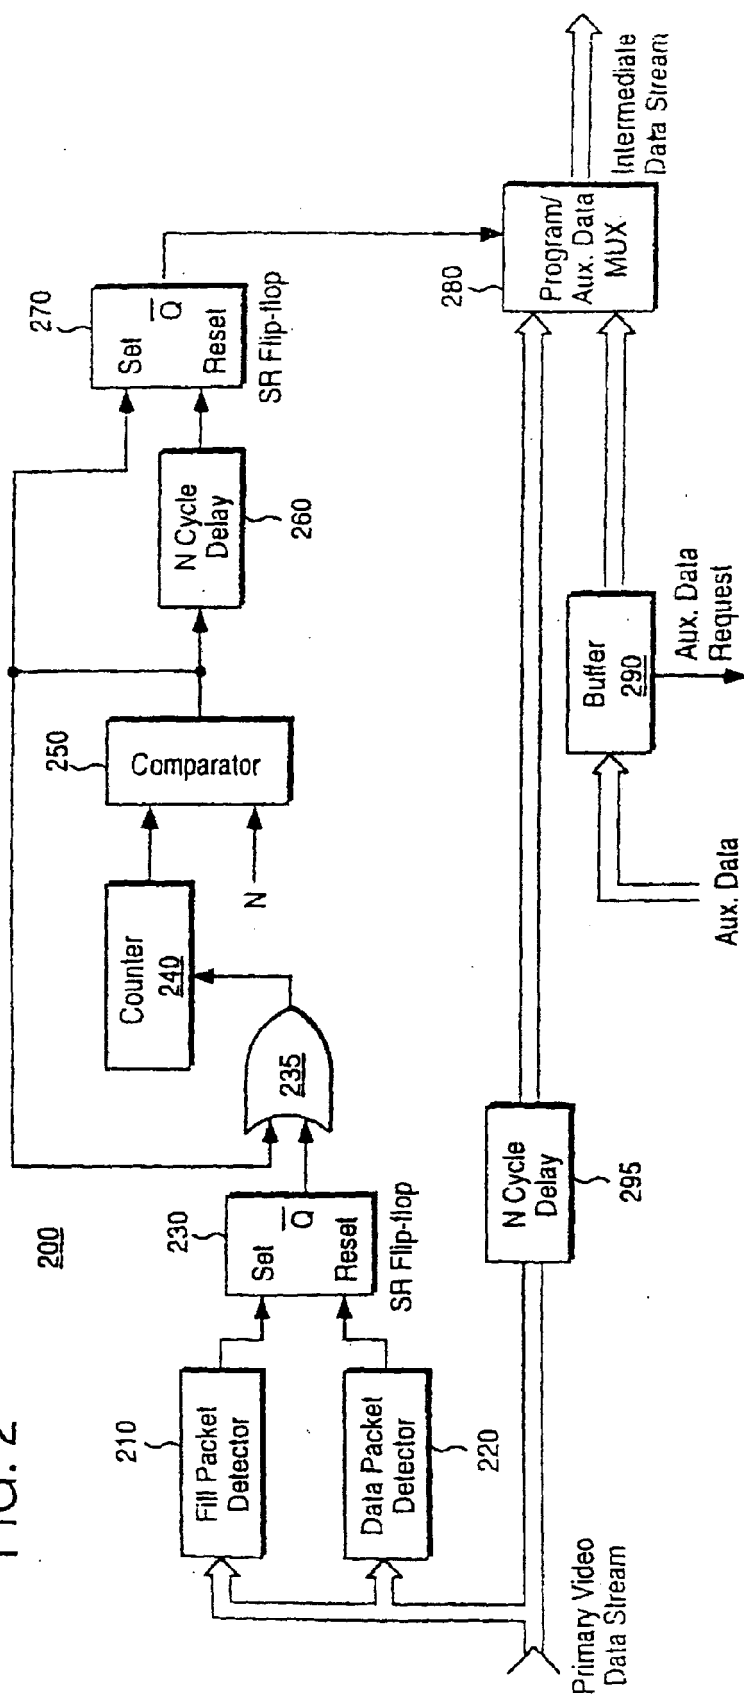 FIG. 2
200
210
Fill Packet
Detector
220
Data Packet
Detector
230
Set
Q
Reset
SR Flip-flop
235
Counter
240
N
250
Comparator
N Cycle
Delay
260
270
Set
Q
Reset
SR Flip-flop
280
Program/
Aux. Data
MUX
Intermediate
Data Stream
Primary Video
Data Stream
N Cycle
Delay
295
Aux. Data
Buffer
290
Aux. Data
Request